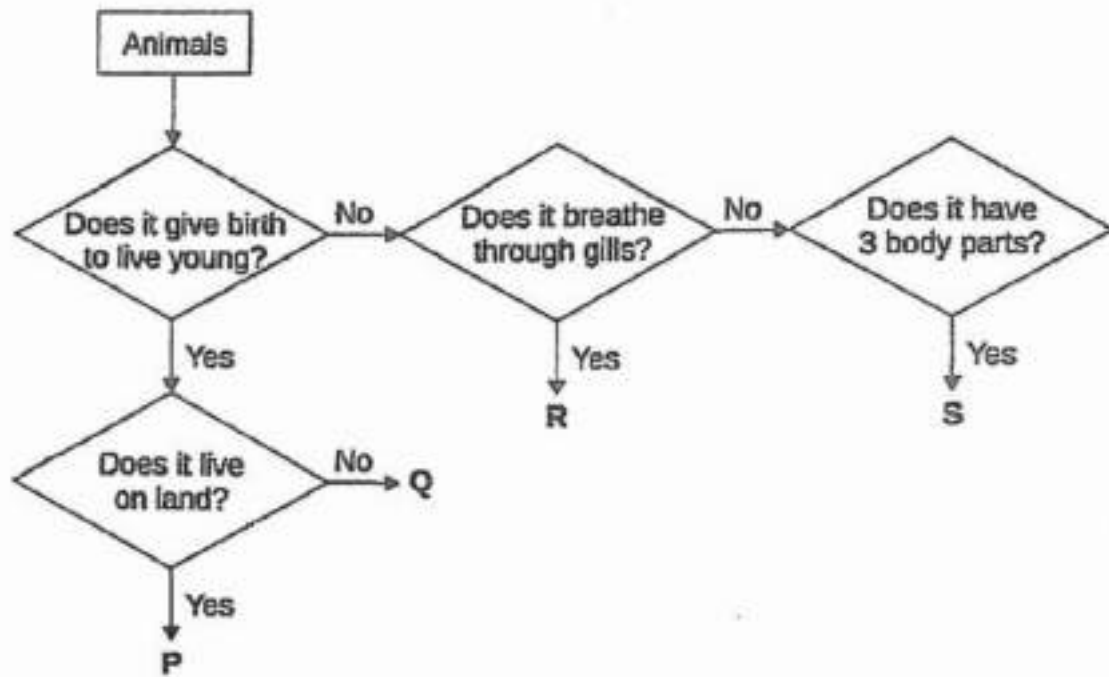 Animals
Does it give birth
to live young?
No
Does it breathe
through gills?
No
Does it have
3 body parts?
Yes
Yes
R
Yes
S
Does it live
on land?
No
Q
Yes
P